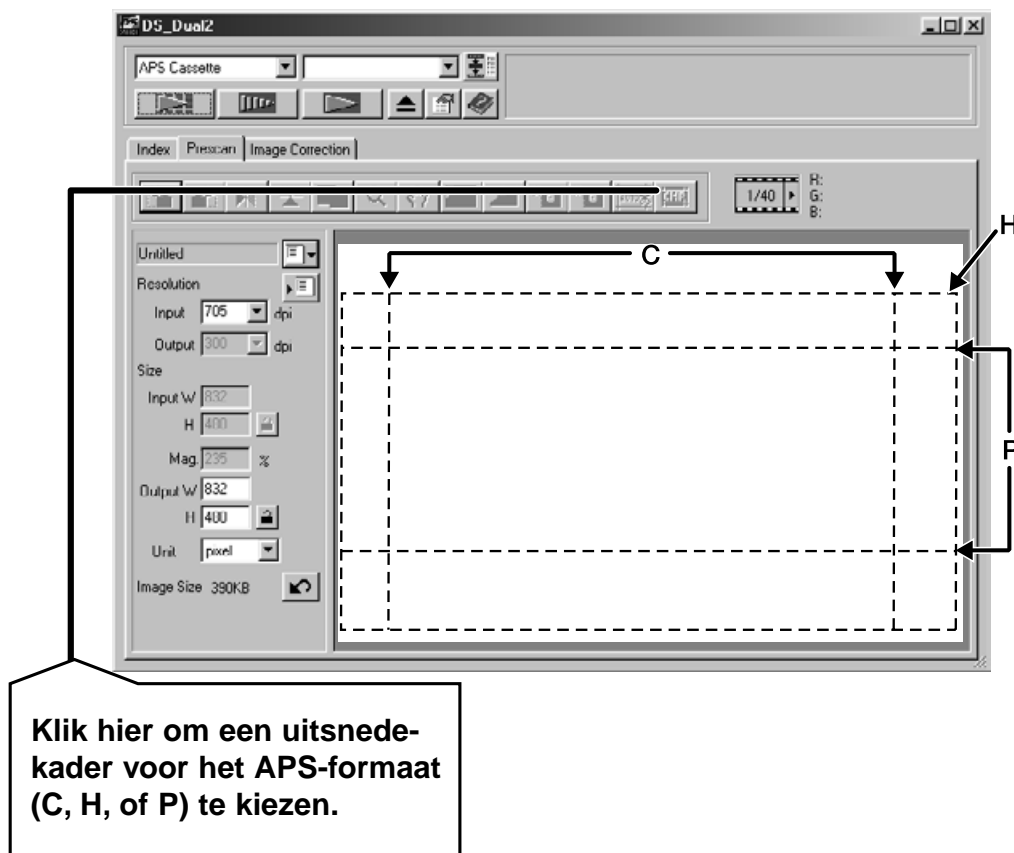 DS_Dual2
APS Cassette
Index Prescan Image Correction
1/40
R:
G:
B:
H
C
Untitled
Resolution
Input 705 dpi
Output 300 dpi
Size
Input W 832
H 400
Mag. 235 %
Output W 832
H 400
Unit pixel
Image Size 390KB
P
Klik hier om een uitsnede-
kader voor het APS-formaat
(C, H, of P) te kiezen.